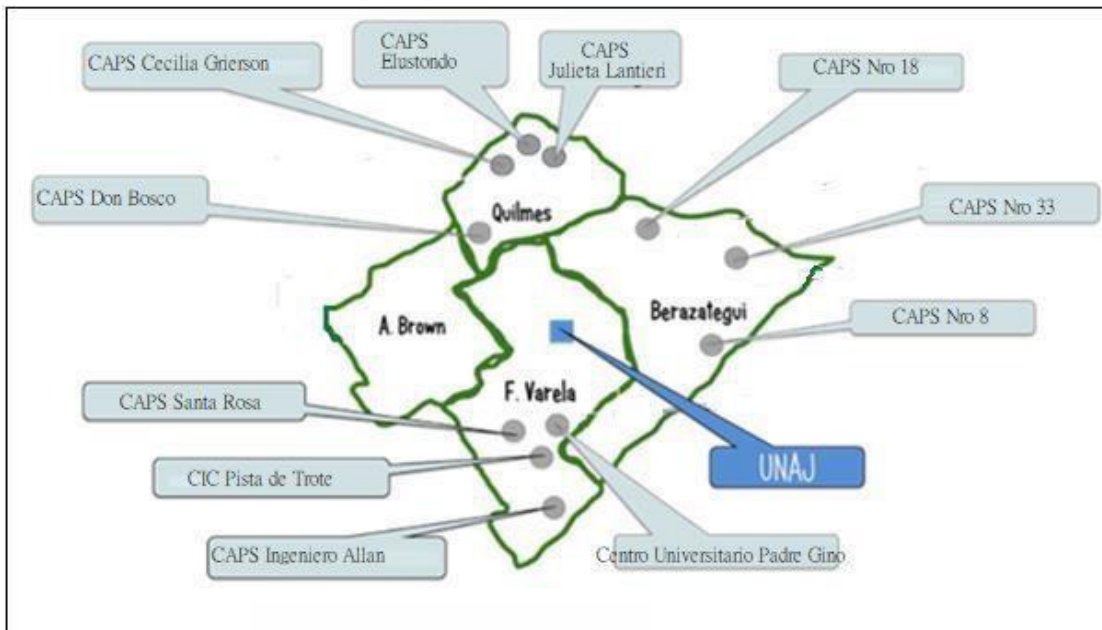 CAPS
Elustondo
CAPS
Julieta Lantieri
CAPS Cecilia Grierson
CAPS Nro 18
CAPS Don Bosco
Quilmes
CAPS Nro 33
A. Brown
Berazategui
CAPS Nro 8
F. Varela
CAPS Santa Rosa
CIC Pista de Trote
UNAJ
CAPS Ingeniero Allan
Centro Universitario Padre Gino